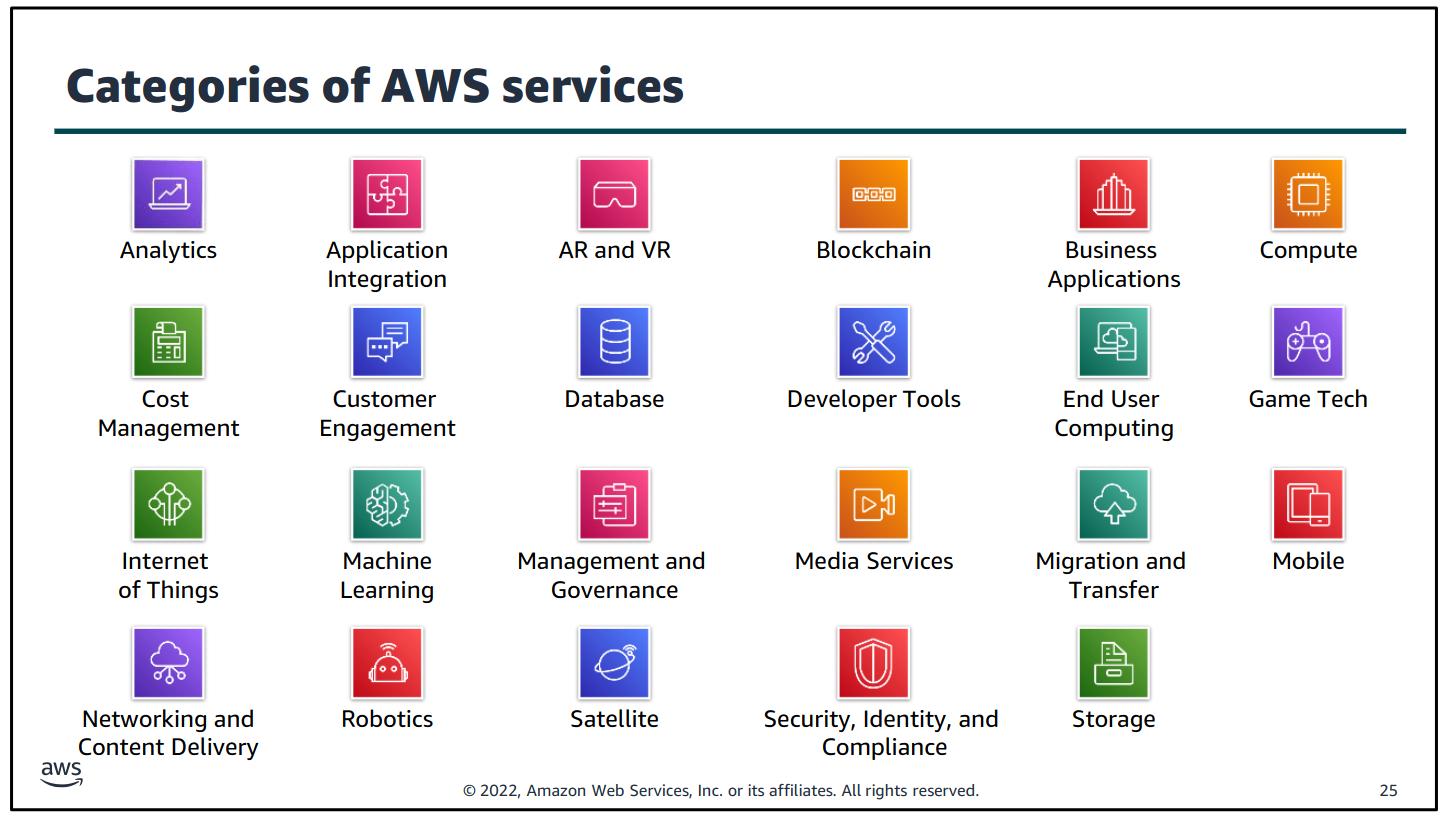 Categories of AWS services
Analytics
Application
Integration
AR and VR
Blockchain
Business
Applications
Compute
Cost
Management
Customer
Engagement
Database
Developer Tools
End User
Computing
Game Tech
Internet
of Things
Machine
Learning
Management and
Governance
Media Services
Migration and
Transfer
Mobile
Networking and
Content Delivery
Robotics
Satellite
Security, Identity, and
Compliance
Storage
aws
© 2022, Amazon Web Services, Inc. or its affiliates. All rights reserved.
25